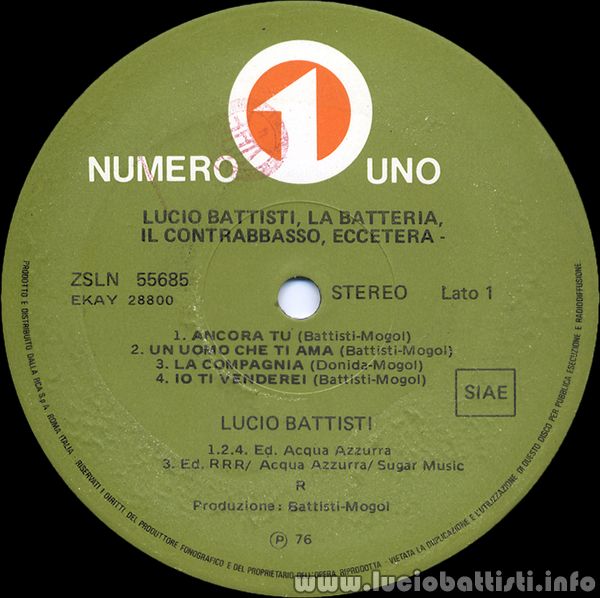 NUMERO 1 UNO
LUCIO BATTISTI, LA BATTERIA,
IL CONTRABBASSO, ECCETERA -
ZSLN 55685
EKAY 28800
STEREO Lato 1
1. ANCORA TU (Battisti-Mogol)
2. UN UOMO CHE TI AMA (Battisti-Mogol)
3. LA COMPAGNIA (Donida-Mogol)
4. IO TI VENDEREI (Battisti-Mogol)
SIAE
LUCIO BATTISTI
1.2.4. Ed. Acqua Azzurra
3. Ed. RRR/ Acqua Azzurra/ Sugar Music
R
Produzione: Battisti-Mogol
℗ 76
PRODOTTO E DISTRIBUITO DALLA RCA S.p.A. ROMA ITALIA - RISERVATI I DIRITTI DEL PRODUTTORE FONOGRAFICO E DEL PROPRIETARIO DELL'OPERA RIPRODOTTA - VIETATA LA DUPLICAZIONE E L'UTILIZZAZIONE DI QUESTO DISCO PER PUBBLICA ESECUZIONE E RADIODIFFUSIONE.
www.luciobattisti.info